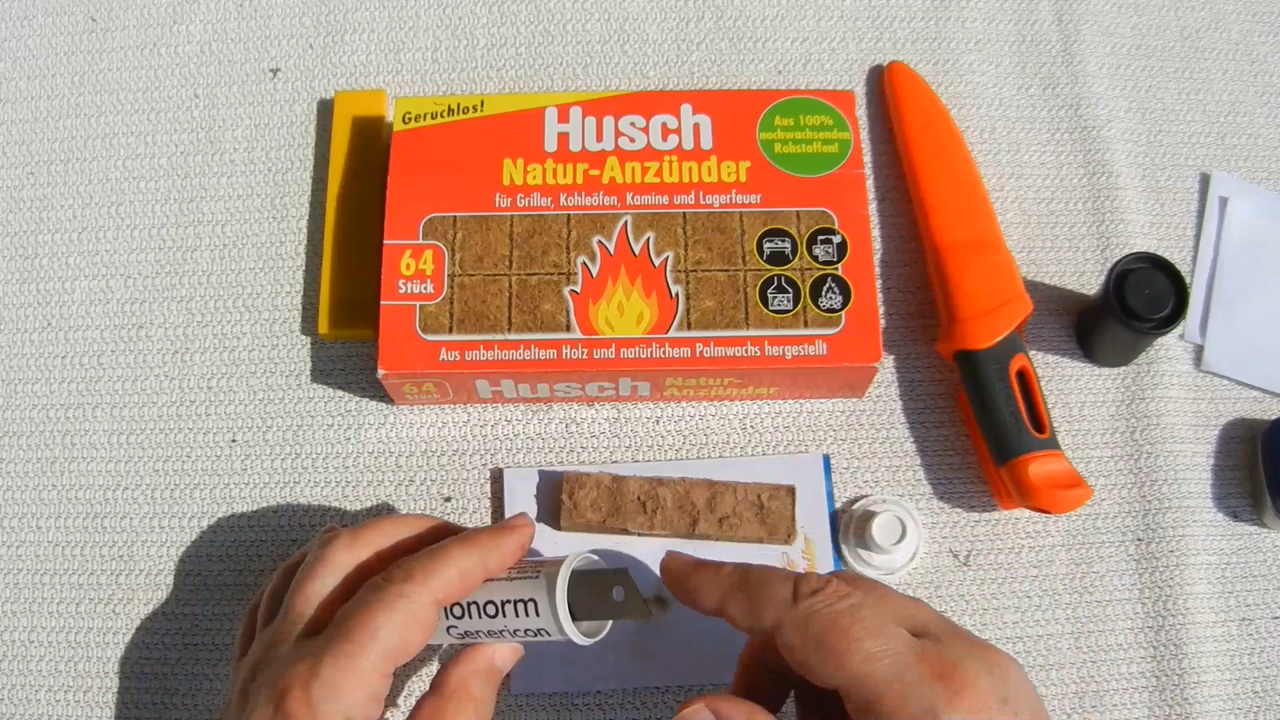 Geruchlos!
Husch
Natur-Anzünder
für Griller, Kohleöfen, Kamine und Lagerfeuer
Aus 100%
nachwachsenden
Rohstoffen!
64
Stück
Aus unbehandeltem Holz und natürlichem Palmwachs hergestellt
64
Stück
Husch
Natur-
Anzünder
onorm
Genericon